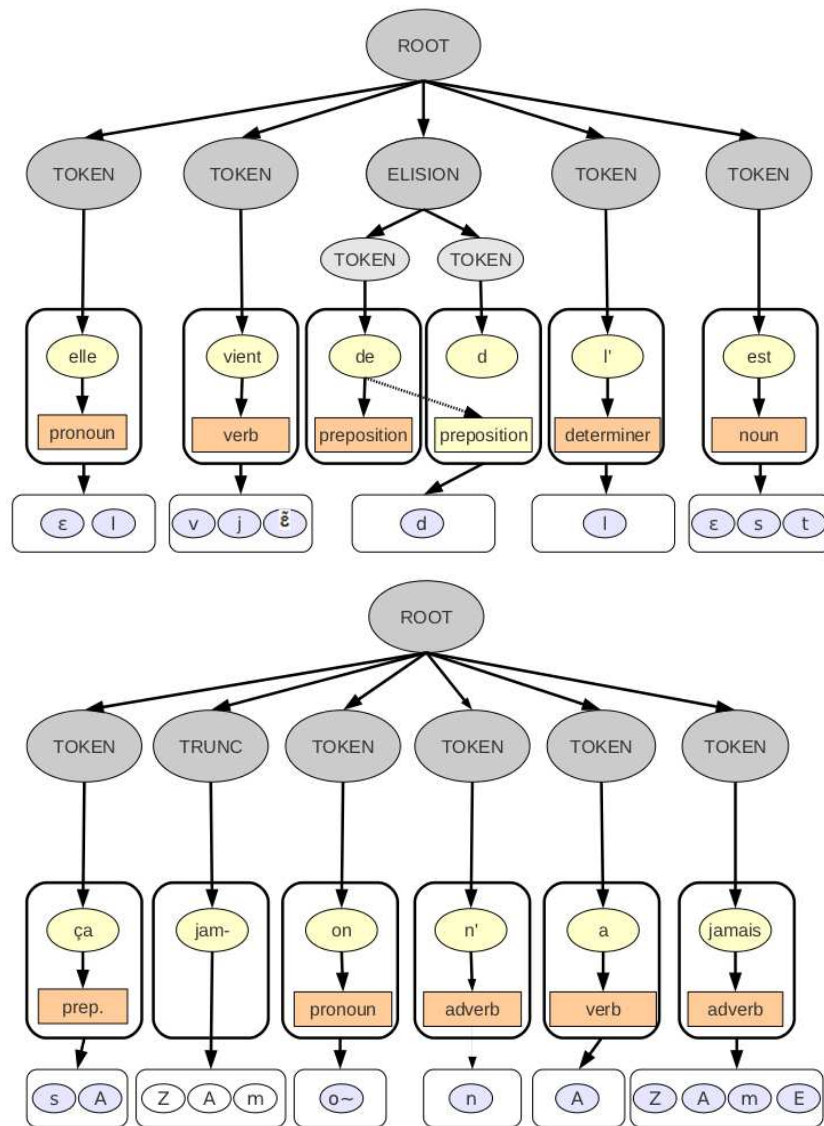 ROOT
TOKEN TOKEN ELISION TOKEN TOKEN
TOKEN TOKEN
elle vient de d l' est
pronoun verb preposition preposition determiner noun
ε l v j ɛ̃ d l ε s t
ROOT
TOKEN TRUNC TOKEN TOKEN TOKEN TOKEN
ça jam- on n' a jamais
prep. pronoun adverb verb adverb
s A Z A m o~ n A Z A m E